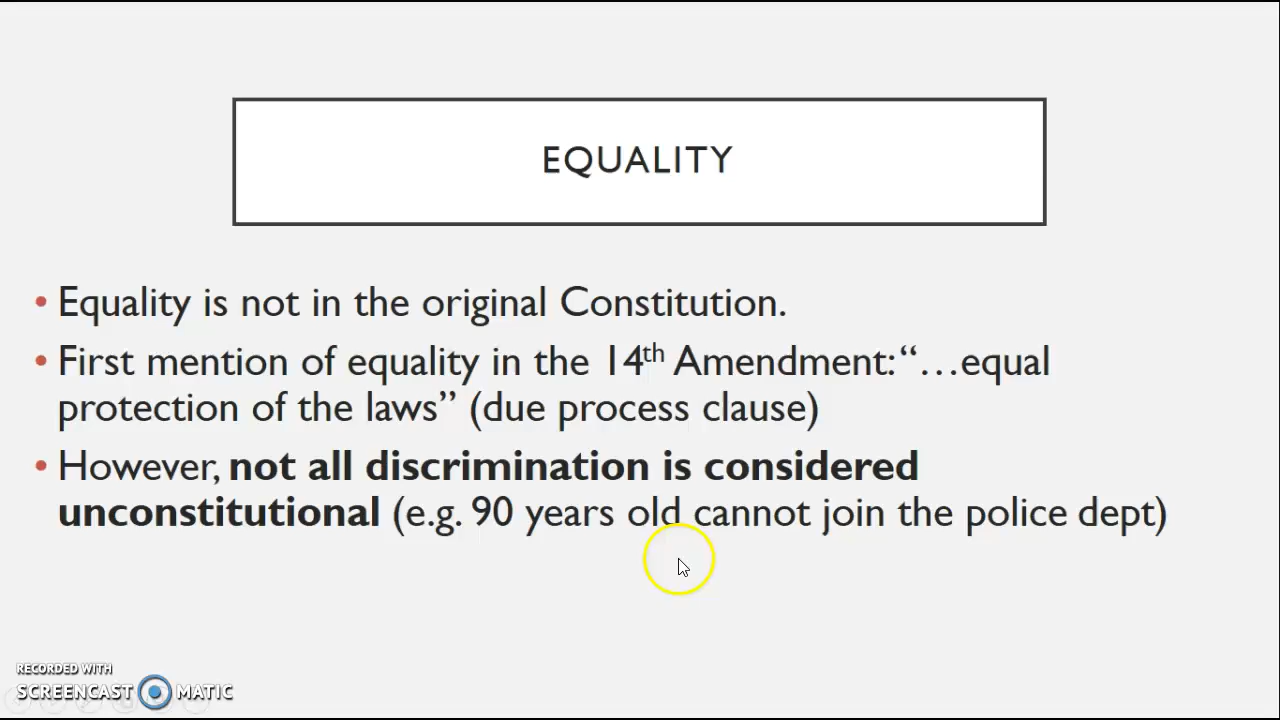 EQUALITY
• Equality is not in the original Constitution.
• First mention of equality in the 14th Amendment: “…equal
protection of the laws” (due process clause)
• However, not all discrimination is considered
unconstitutional (e.g. 90 years old cannot join the police dept)
RECORDED WITH
SCREENCAST MATIC